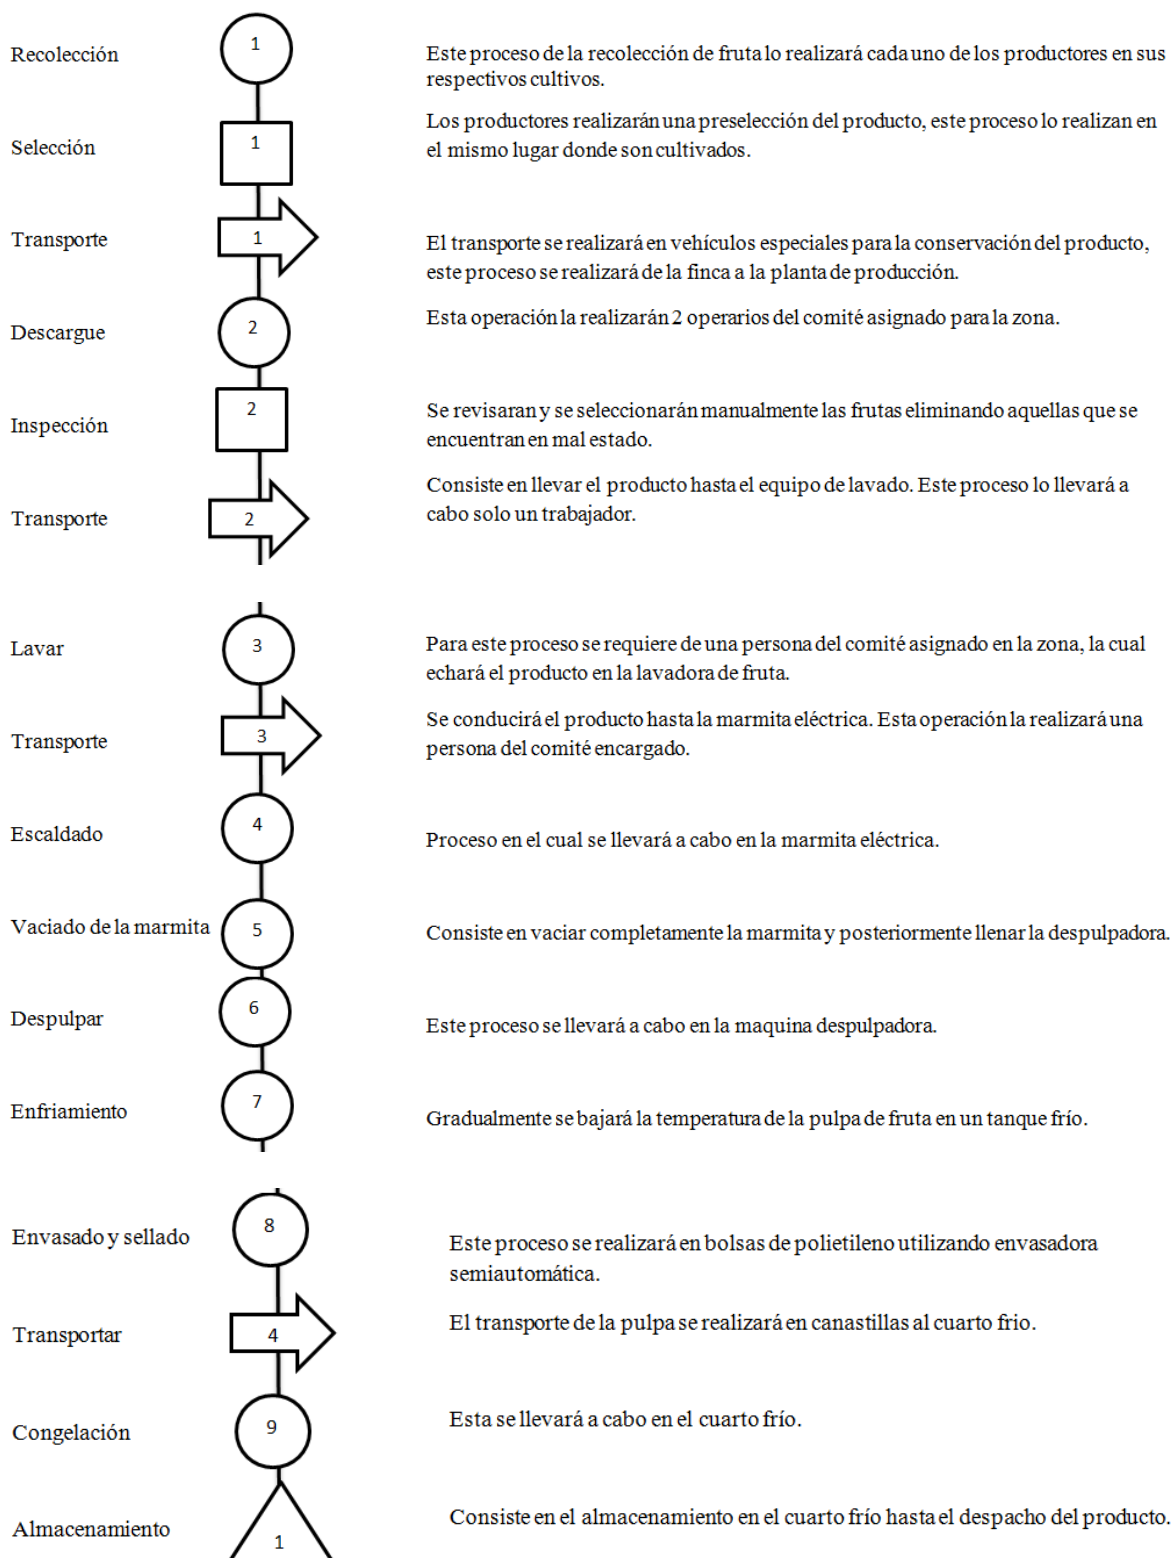 Recolección
1
Este proceso de la recolección de fruta lo realizará cada uno de los productores en sus
respectivos cultivos.
Selección
1
Los productores realizarán una preselección del producto, este proceso lo realizan en
el mismo lugar donde son cultivados.
Transporte
1
El transporte se realizará en vehículos especiales para la conservación del producto,
este proceso se realizará de la finca a la planta de producción.
Descargue
2
Esta operación la realizarán 2 operarios del comité asignado para la zona.
Inspección
2
Se revisaran y se seleccionarán manualmente las frutas eliminando aquellas que se
encuentran en mal estado.
Transporte
2
Consiste en llevar el producto hasta el equipo de lavado. Este proceso lo llevará a
cabo solo un trabajador.
Lavar
3
Para este proceso se requiere de una persona del comité asignado en la zona, la cual
echará el producto en la lavadora de fruta.
Transporte
3
Se conducirá el producto hasta la marmita eléctrica. Esta operación la realizará una
persona del comité encargado.
Escaldado
4
Proceso en el cual se llevará a cabo en la marmita eléctrica.
Vaciado de la marmita
5
Consiste en vaciar completamente la marmita y posteriormente llenar la despulpadora.
Despulpar
6
Este proceso se llevará a cabo en la maquina despulpadora.
Enfriamiento
7
Gradualmente se bajará la temperatura de la pulpa de fruta en un tanque frío.
Envasado y sellado
8
Este proceso se realizará en bolsas de polietileno utilizando envasadora
semiautomática.
Transportar
4
El transporte de la pulpa se realizará en canastillas al cuarto frio.
Congelación
9
Esta se llevará a cabo en el cuarto frío.
Almacenamiento
1
Consiste en el almacenamiento en el cuarto frío hasta el despacho del producto.